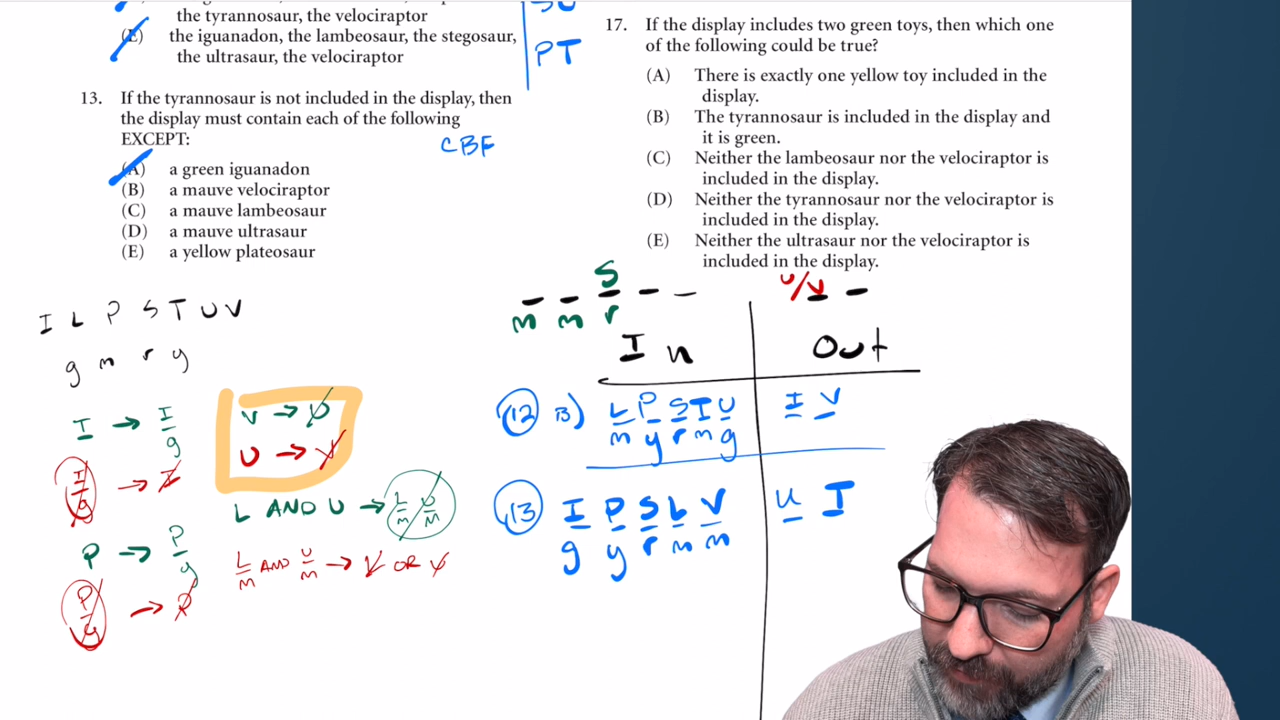 the tyrannosaur, the velociraptor
(E) the iguanadon, the lambeosaur, the stegosaur,
the ultrasaur, the velociraptor
SU
PT
13. If the tyrannosaur is not included in the display, then
the display must contain each of the following
EXCEPT:
CBF
(A) a green iguanadon
(B) a mauve velociraptor
(C) a mauve lambeosaur
(D) a mauve ultrasaur
(E) a yellow plateosaur
17. If the display includes two green toys, then which one
of the following could be true?
(A) There is exactly one yellow toy included in the
display.
(B) The tyrannosaur is included in the display and
it is green.
(C) Neither the lambeosaur nor the velociraptor is
included in the display.
(D) Neither the tyrannosaur nor the velociraptor is
included in the display.
(E) Neither the ultrasaur nor the velociraptor is
included in the display.
I L P S T U V
g m r y
I → I
g
I
g → I
P → P
y
P
y → P
V → U
U → V
L AND U → L U
m m
L AND U → L OR U
m m
S
m m r
U/V
In Out
12 B) L P S T U I V
m y r m g
13 I P S L V U T
g y r m m